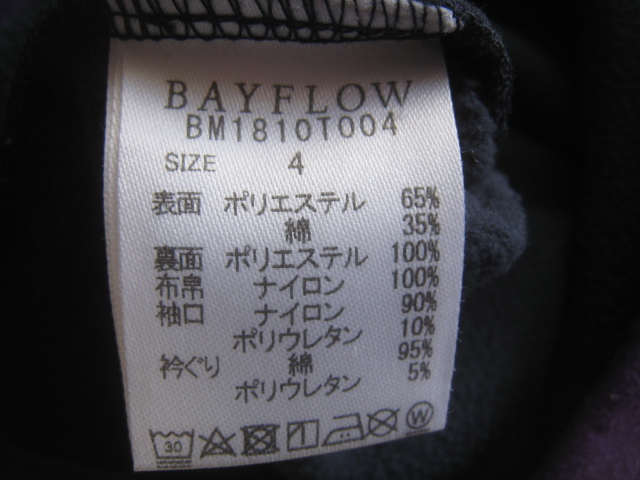 BAYFLOW
BM1810T004
SIZE 4
表面 ポリエステル 65%
綿 35%
裏面 ポリエステル 100%
布帛 ナイロン 100%
袖口 ナイロン 90%
ポリウレタン 10%
衿ぐり 綿 95%
ポリウレタン 5%
30 W